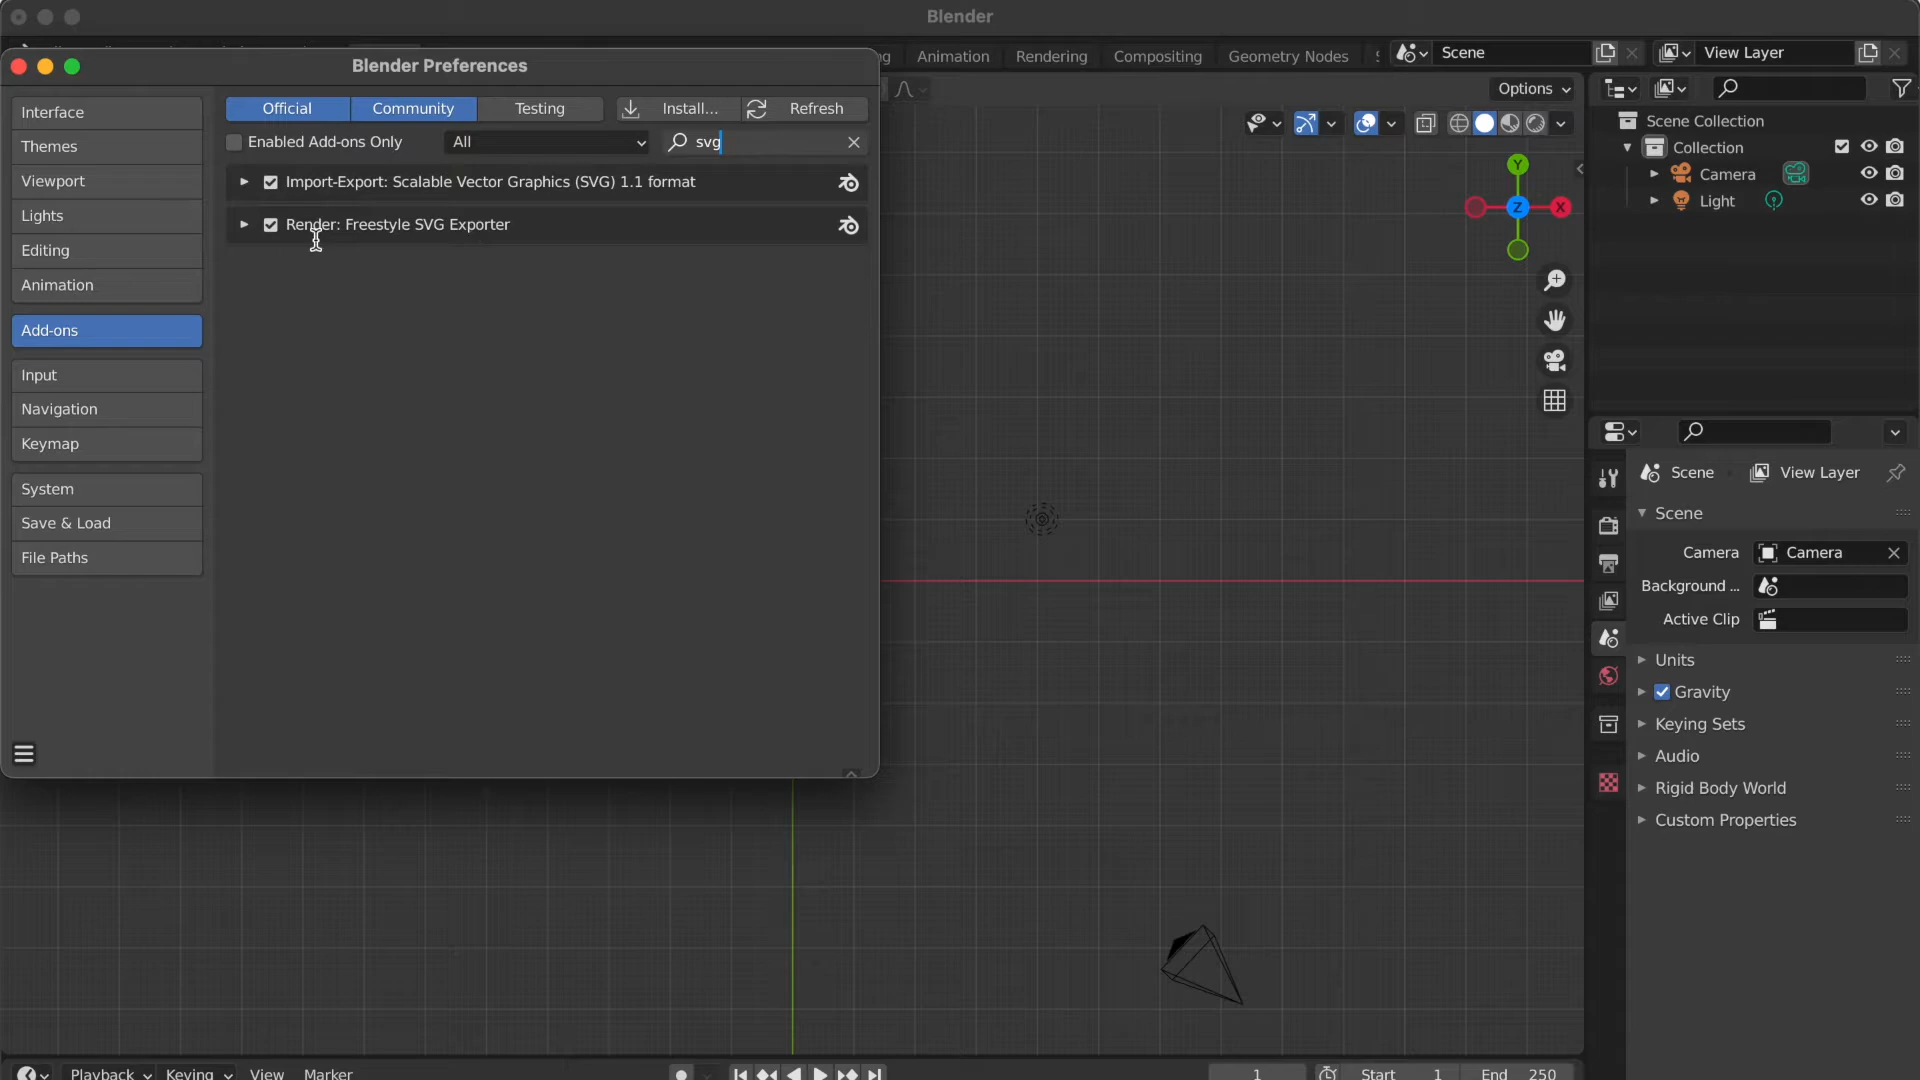 Blender
ng Animation Rendering Compositing Geometry Nodes Scene View Layer
Blender Preferences
Interface
Themes
Viewport
Lights
Editing
Animation
Add-ons
Input
Navigation
Keymap
System
Save & Load
File Paths
Official Community Testing Install... Refresh
Enabled Add-ons Only All svg
Import-Export: Scalable Vector Graphics (SVG) 1.1 format
Render: Freestyle SVG Exporter
Options
Y
Z X
Scene Collection
Collection
Camera
Light
Scene View Layer
Scene
Camera Camera
Background ...
Active Clip
Units
Gravity
Keying Sets
Audio
Rigid Body World
Custom Properties
Playback Keying View Marker 1 Start 1 End 250